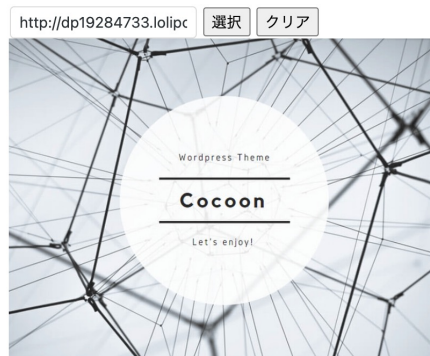 http://dp19284733.lolipc 選択 クリア
Wordpress Theme
Cocoon
Let's enjoy!